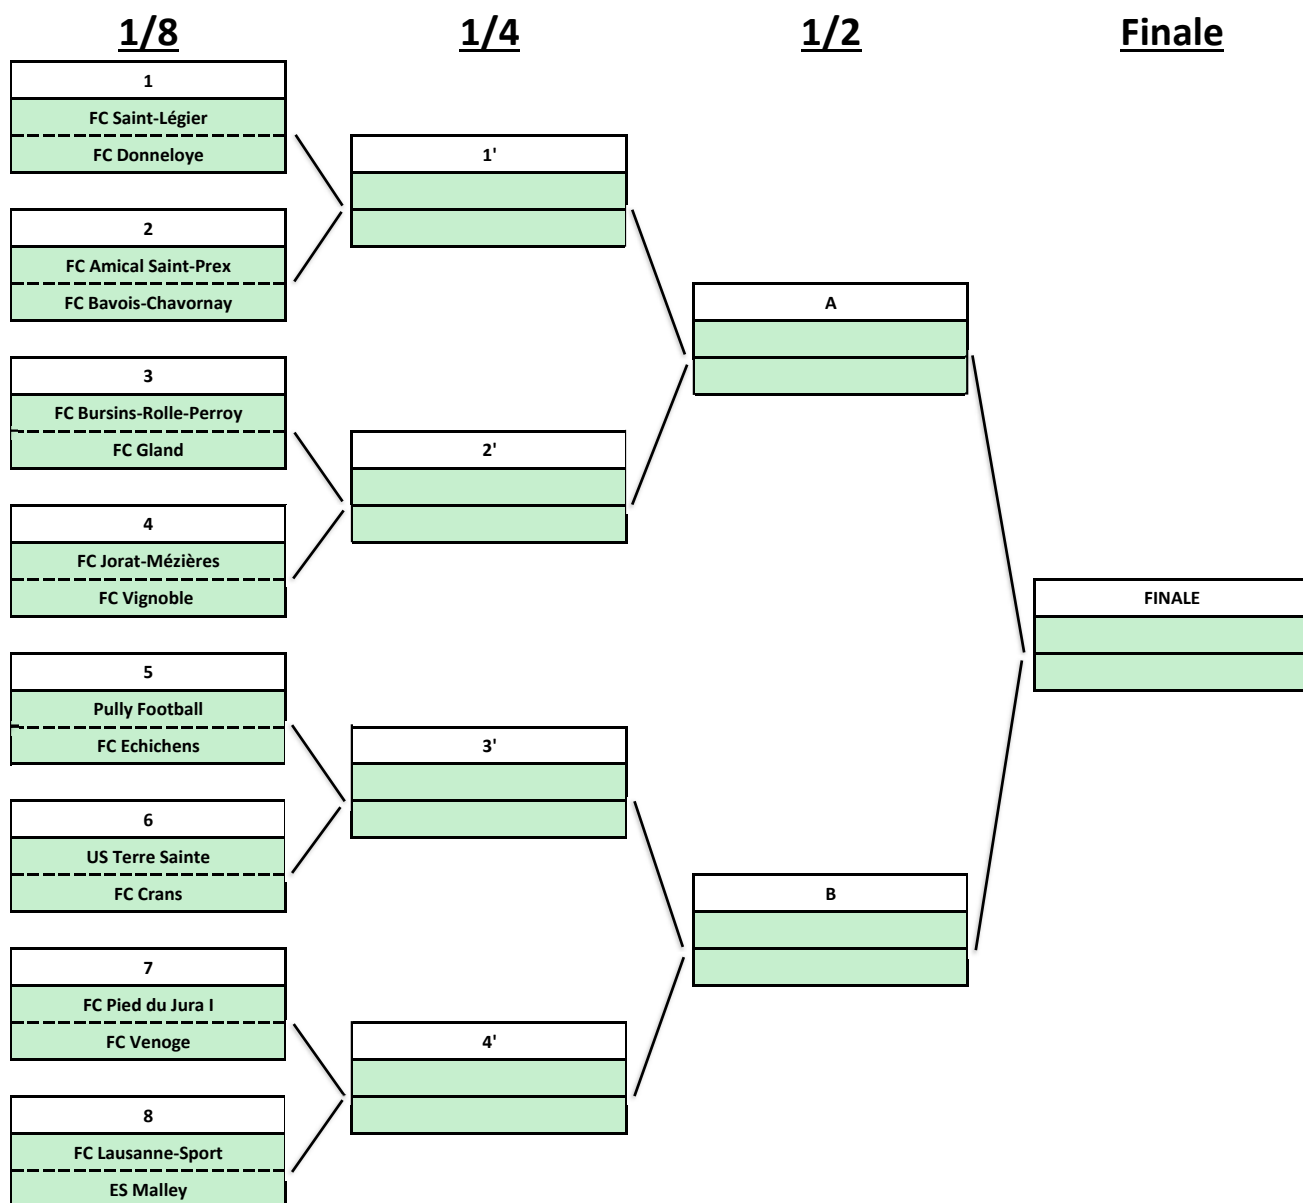 1/8
1/4
1/2
Finale
1
FC Saint-Légier
FC Donneloye
2
FC Amical Saint-Prex
FC Bavois-Chavornay
3
FC Bursins-Rolle-Perroy
FC Gland
4
FC Jorat-Mézières
FC Vignoble
5
Pully Football
FC Echichens
6
US Terre Sainte
FC Crans
7
FC Pied du Jura I
FC Venoge
8
FC Lausanne-Sport
ES Malley
1'
2'
3'
4'
A
B
FINALE